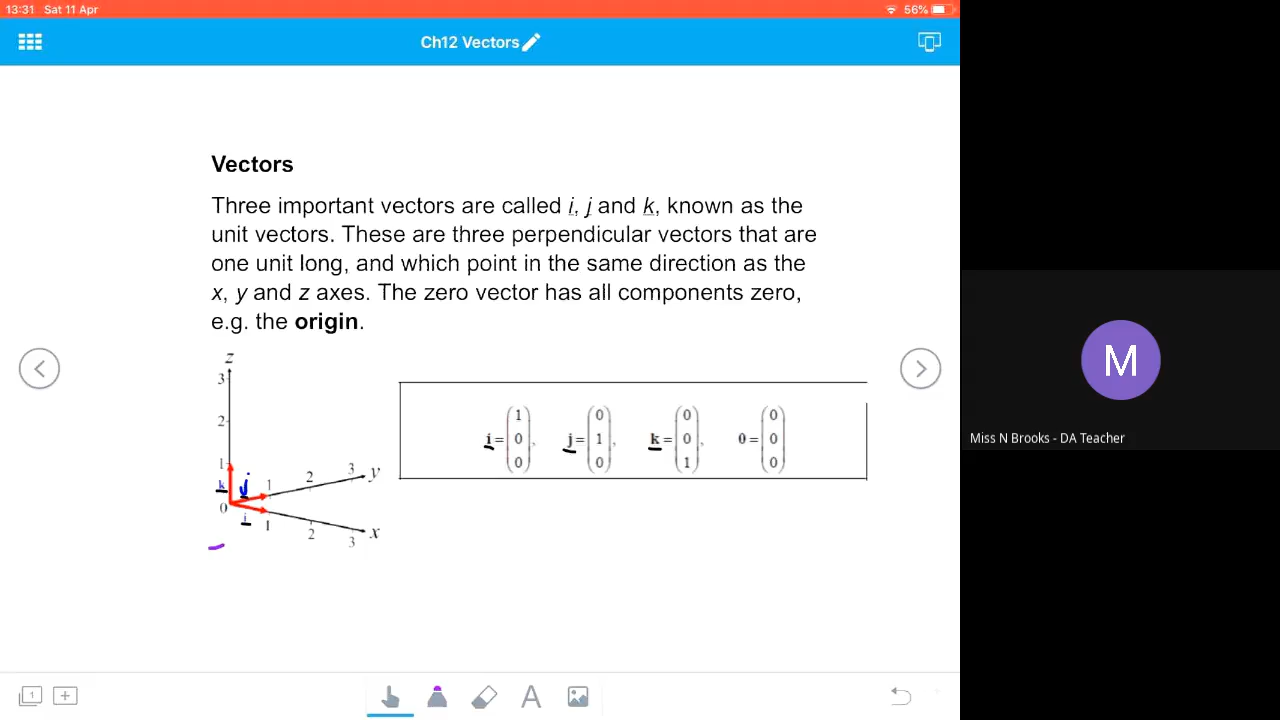 13:31 Sat 11 Apr 56%
Ch12 Vectors
Vectors
Three important vectors are called i, j and k, known as the
unit vectors. These are three perpendicular vectors that are
one unit long, and which point in the same direction as the
x, y and z axes. The zero vector has all components zero,
e.g. the origin.
z
3
2
1
k j
0
i
1 2 3 y
1 2 3 x
i = (1 0 0), j = (0 1 0), k = (0 0 1), 0 = (0 0 0)
M
Miss N Brooks - DA Teacher
1
A